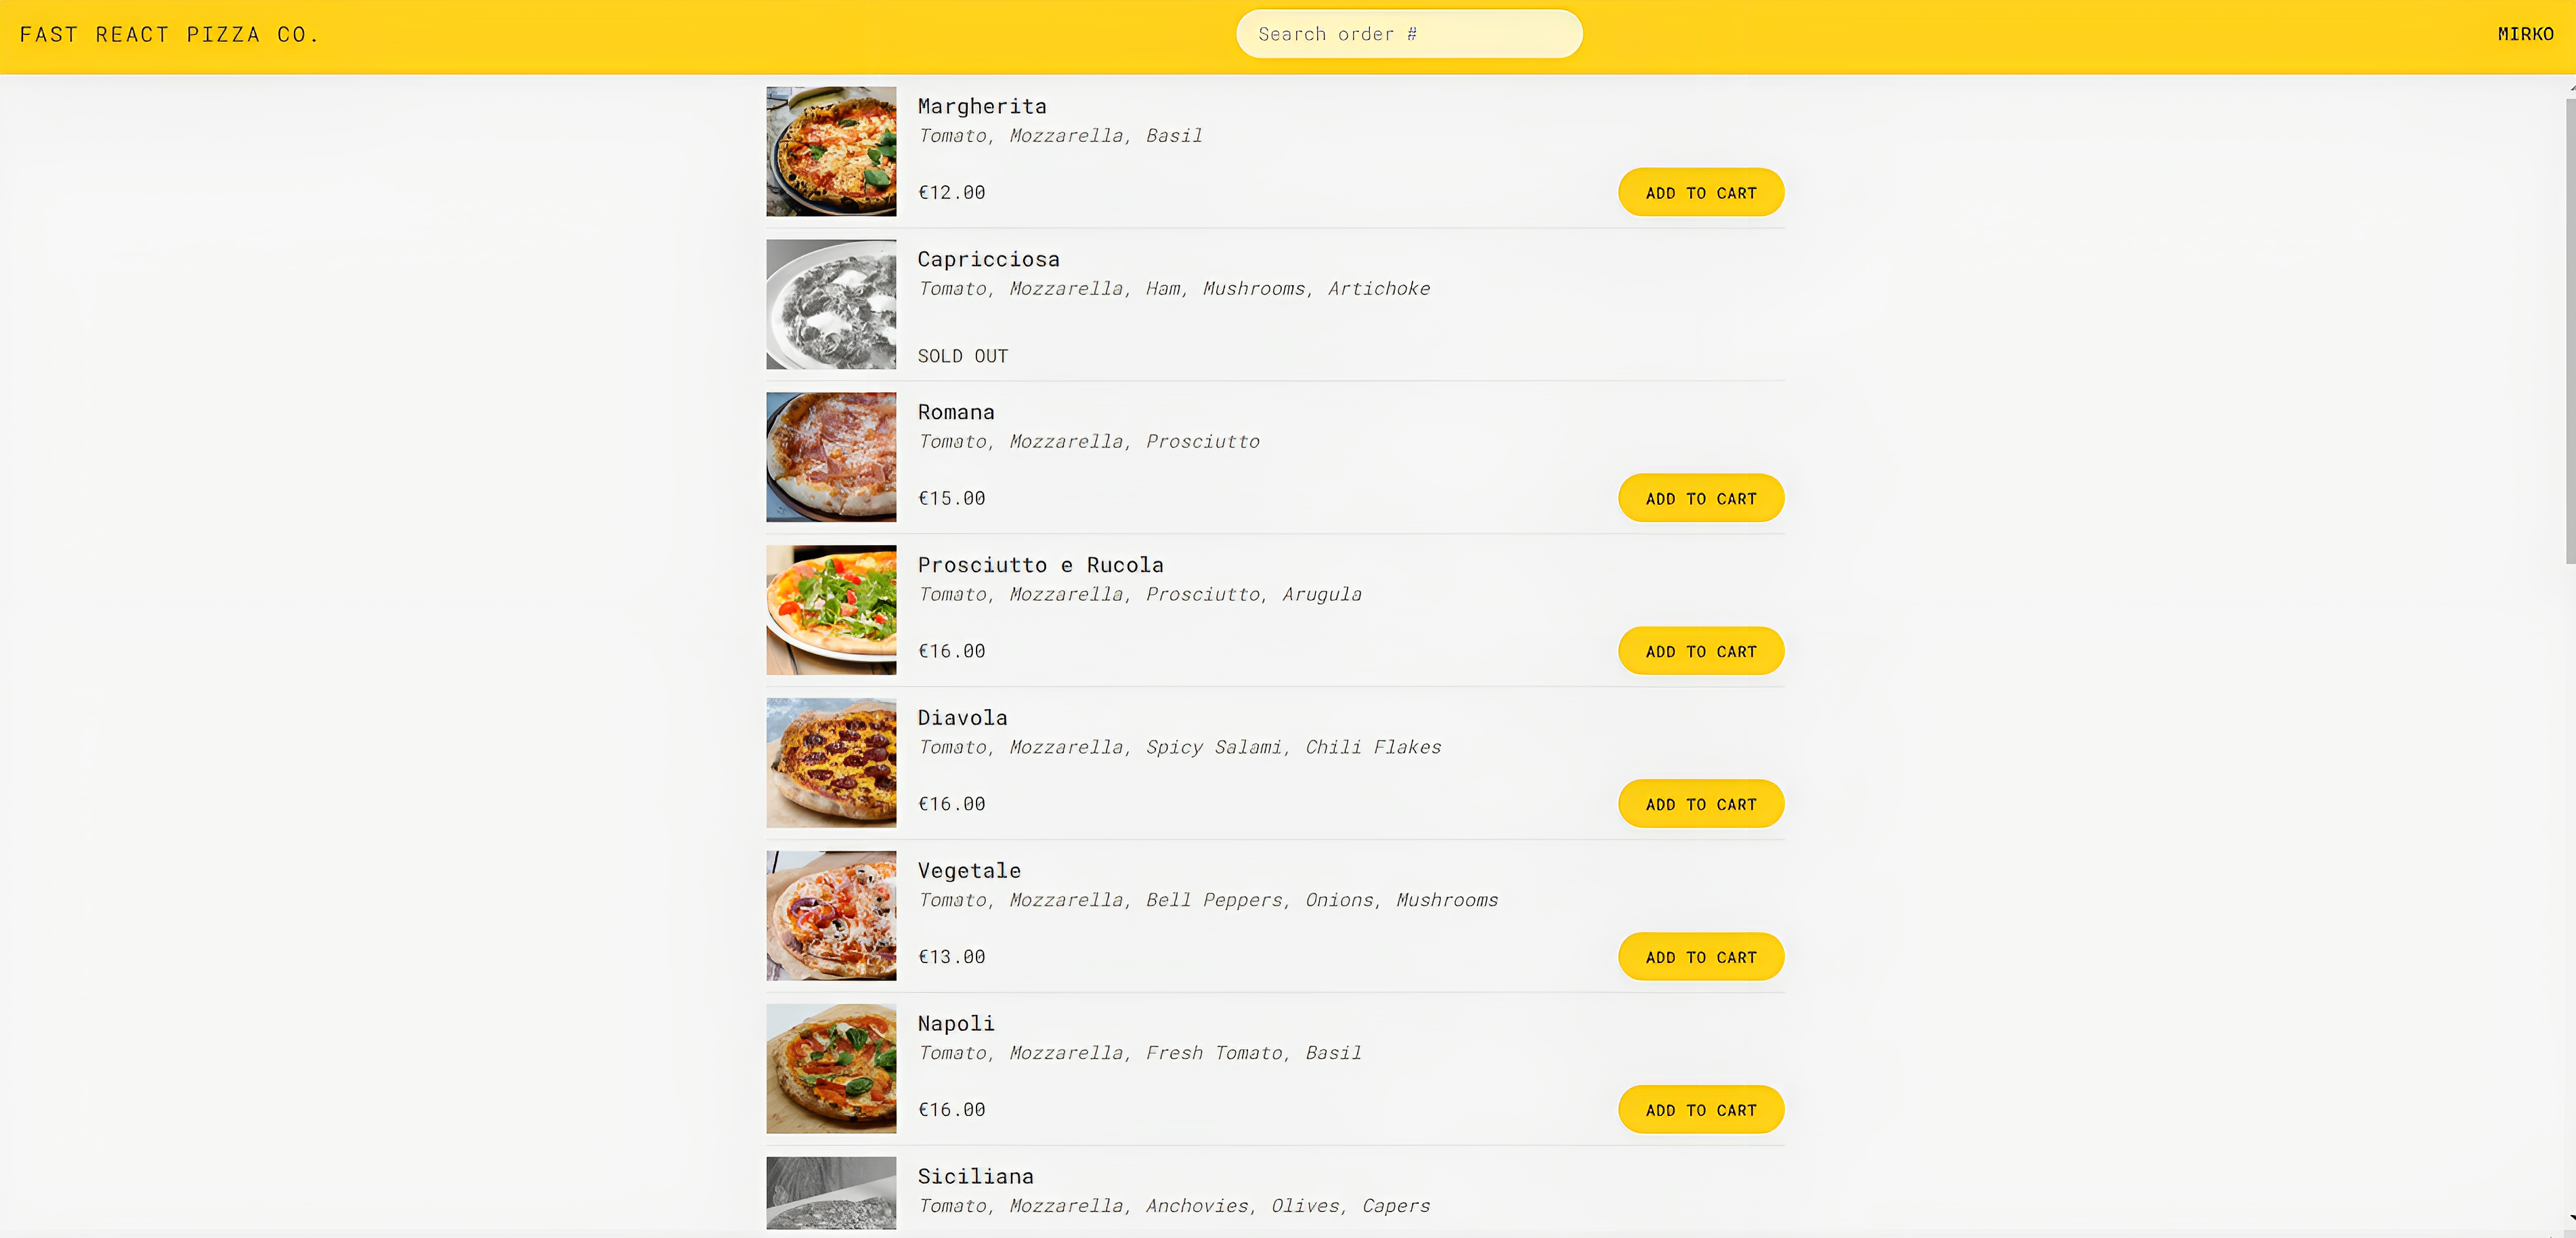 FAST REACT PIZZA CO.
Search order #
MIRKO
Margherita
Tomato, Mozzarella, Basil
€12.00
ADD TO CART
Capricciosa
Tomato, Mozzarella, Ham, Mushrooms, Artichoke
SOLD OUT
Romana
Tomato, Mozzarella, Prosciutto
€15.00
ADD TO CART
Prosciutto e Rucola
Tomato, Mozzarella, Prosciutto, Arugula
€16.00
ADD TO CART
Diavola
Tomato, Mozzarella, Spicy Salami, Chili Flakes
€16.00
ADD TO CART
Vegetale
Tomato, Mozzarella, Bell Peppers, Onions, Mushrooms
€13.00
ADD TO CART
Napoli
Tomato, Mozzarella, Fresh Tomato, Basil
€16.00
ADD TO CART
Siciliana
Tomato, Mozzarella, Anchovies, Olives, Capers